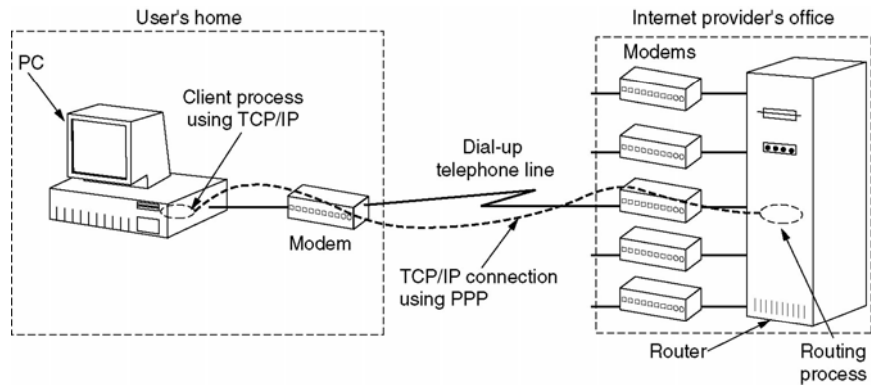 User's home
Internet provider's office
PC
Modems
Client process
using TCP/IP
Dial-up
telephone line
Modem
TCP/IP connection
using PPP
Router
Routing
process